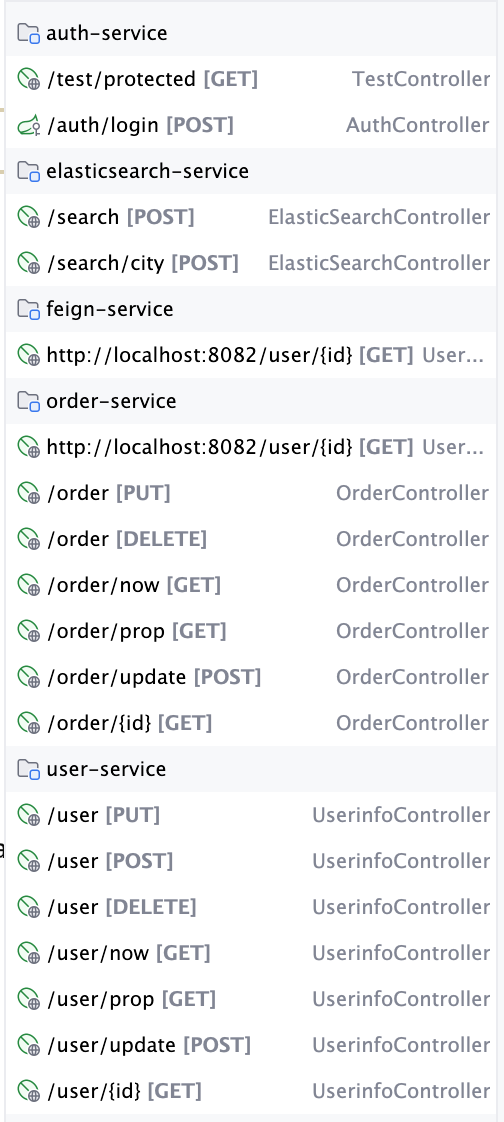 auth-service
/test/protected [GET] TestController
/auth/login [POST] AuthController
elasticsearch-service
/search [POST] ElasticSearchController
/search/city [POST] ElasticSearchController
feign-service
http://localhost:8082/user/{id} [GET] User...
order-service
http://localhost:8082/user/{id} [GET] User...
/order [PUT] OrderController
/order [DELETE] OrderController
/order/now [GET] OrderController
/order/prop [GET] OrderController
/order/update [POST] OrderController
/order/{id} [GET] OrderController
user-service
/user [PUT] UserinfoController
/user [POST] UserinfoController
/user [DELETE] UserinfoController
/user/now [GET] UserinfoController
/user/prop [GET] UserinfoController
/user/update [POST] UserinfoController
/user/{id} [GET] UserinfoController